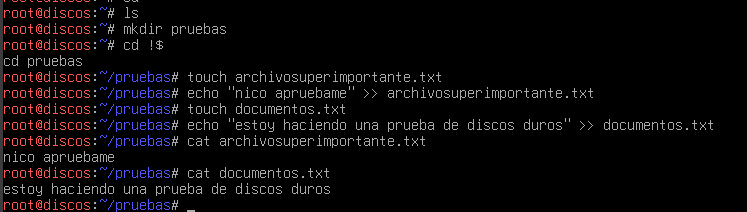 root@discos:~# ls
root@discos:~# mkdir pruebas
root@discos:~# cd !$
cd pruebas
root@discos:~/pruebas# touch archivosuperimportante.txt
root@discos:~/pruebas# echo "nico apruebame" >> archivosuperimportante.txt
root@discos:~/pruebas# touch documentos.txt
root@discos:~/pruebas# echo "estoy haciendo una prueba de discos duros" >> documentos.txt
root@discos:~/pruebas# cat archivosuperimportante.txt
nico apruebame
root@discos:~/pruebas# cat documentos.txt
estoy haciendo una prueba de discos duros
root@discos:~/pruebas# _